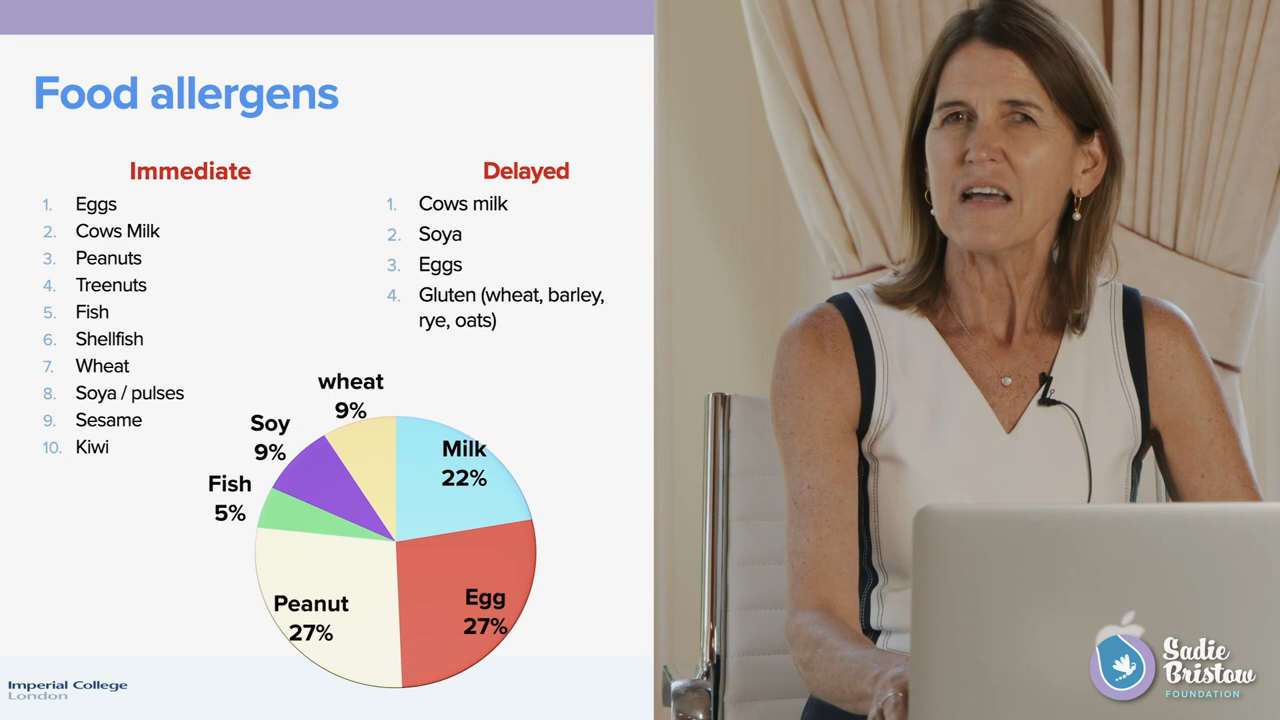 Food allergens
Immediate
1. Eggs
2. Cows Milk
3. Peanuts
4. Treenuts
5. Fish
6. Shellfish
7. Wheat
8. Soya / pulses
9. Sesame
10. Kiwi
Delayed
1. Cows milk
2. Soya
3. Eggs
4. Gluten (wheat, barley,
rye, oats)
wheat
9%
Soy
9%
Milk
22%
Fish
5%
Peanut
27%
Egg
27%
Imperial College
London
Sadie
Bristow
FOUNDATION